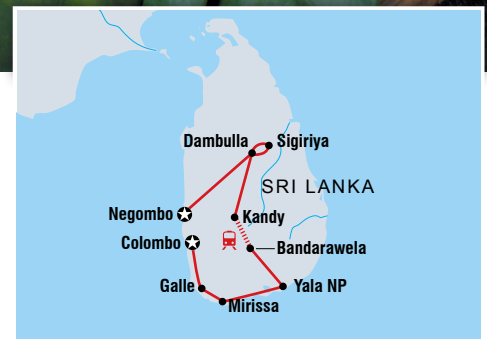 Dambulla
Sigiriya
SRI LANKA
Negombo
Kandy
Colombo
Bandarawela
Galle
Yala NP
Mirissa